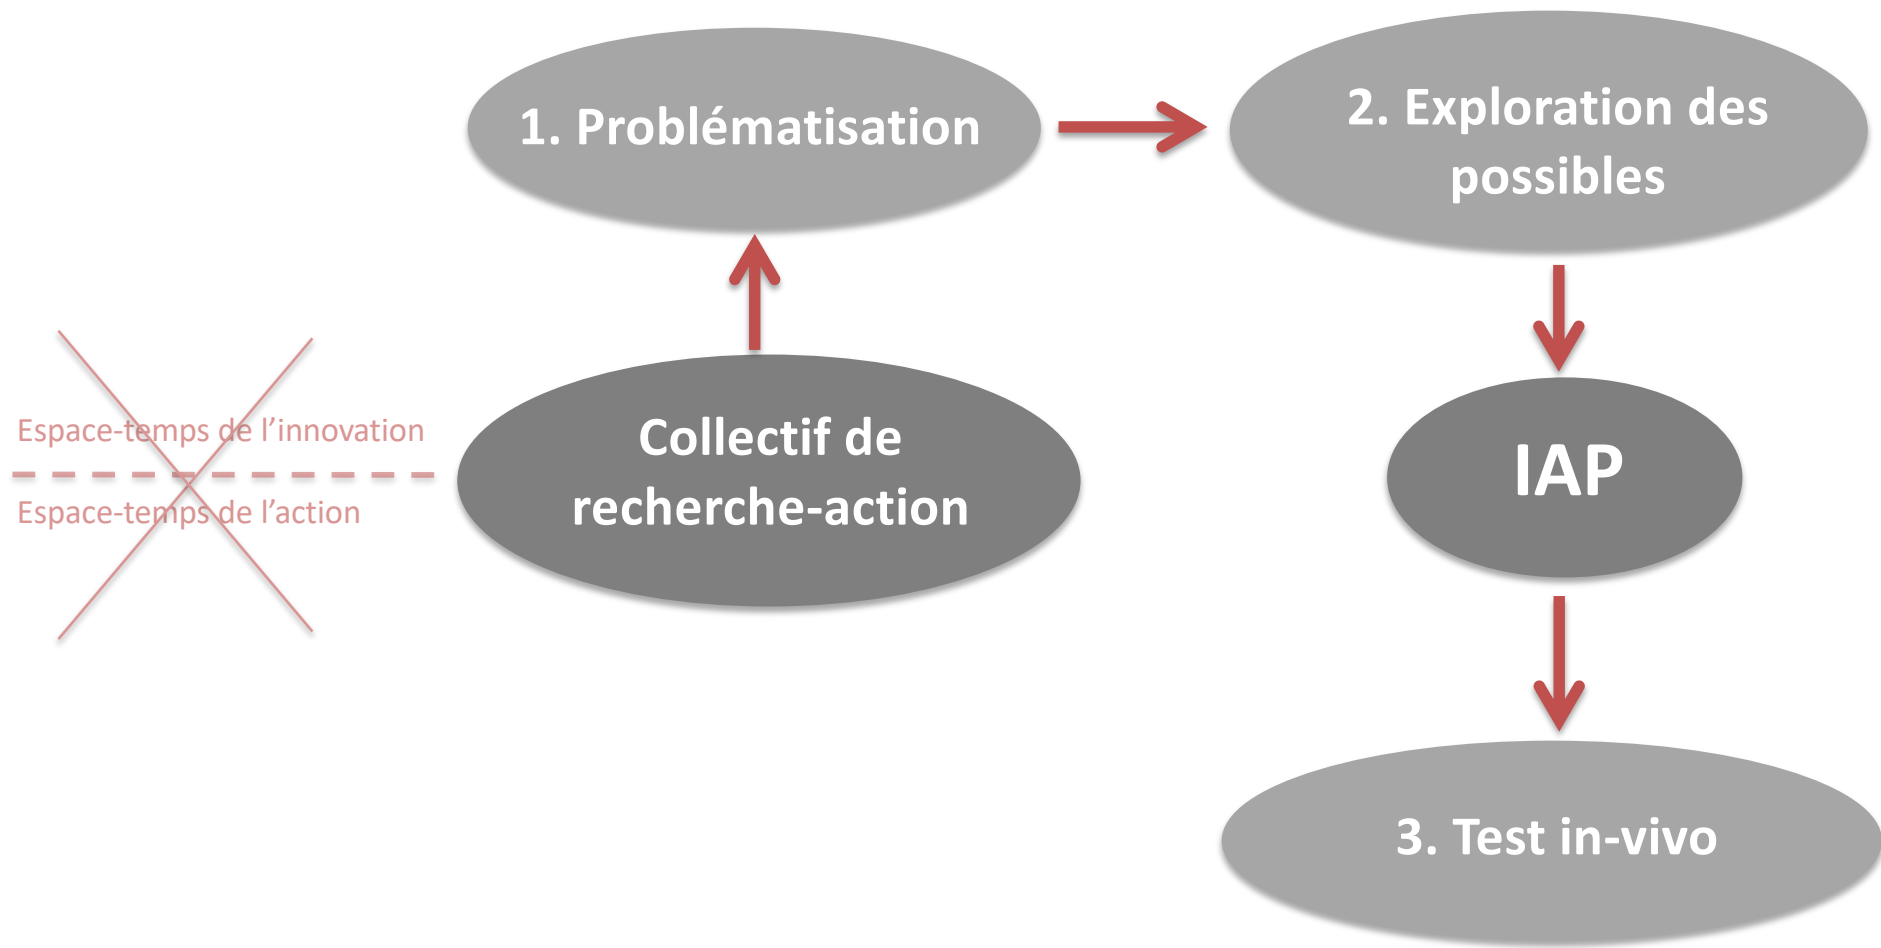 1. Problématisation
2. Exploration des
possibles
Espace-temps de l’innovation
Espace-temps de l’action
Collectif de
recherche-action
IAP
3. Test in-vivo